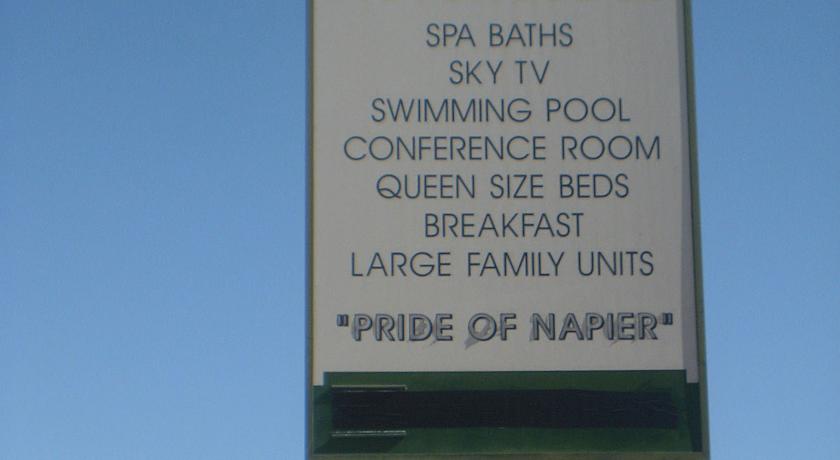 SPA BATHS
SKY TV
SWIMMING POOL
CONFERENCE ROOM
QUEEN SIZE BEDS
BREAKFAST
LARGE FAMILY UNITS
"PRIDE OF NAPIER"